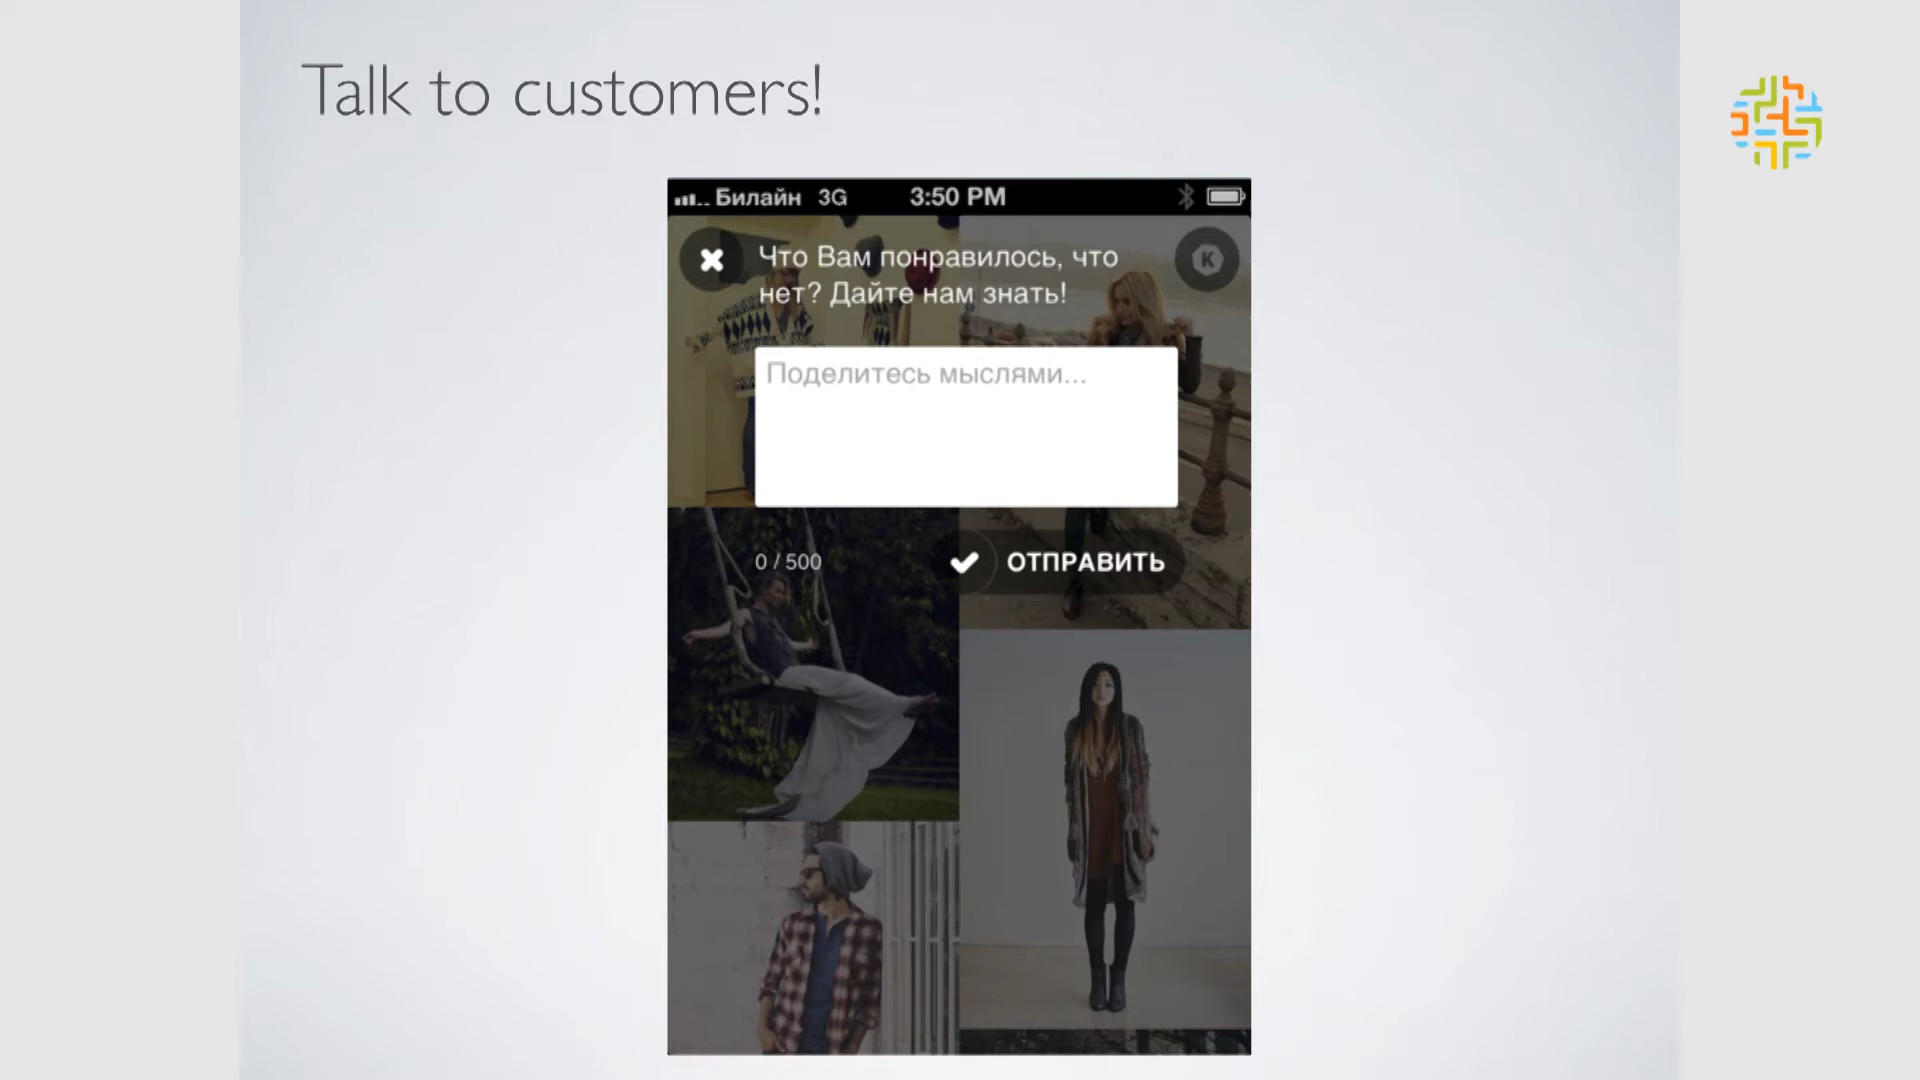 Talk to customers!
Билайн 3G 3:50 PM
Что Вам понравилось, что
нет? Дайте нам знать!
K
Поделитесь мыслями...
0 / 500
ОТПРАВИТЬ